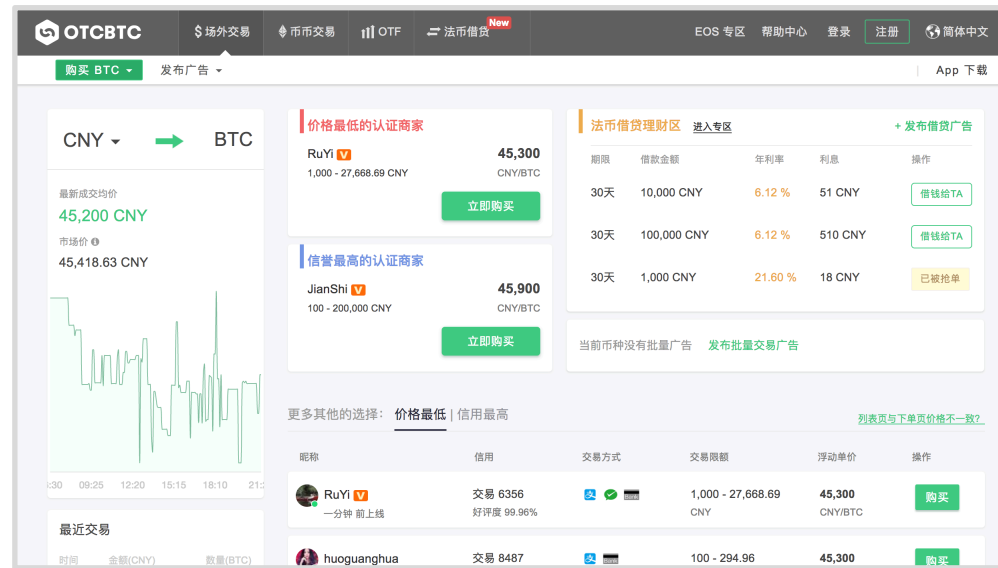 OTCBTC
$场外交易
币币交易
OTF
法币借贷
New
EOS 专区
帮助中心
登录
注册
简体中文
购买 BTC
发布广告
App 下载
CNY
BTC
最新成交均价
45,200 CNY
市场价
45,418.63 CNY
:30 09:25 12:20 15:15 18:10 21:
最近交易
时间 金额(CNY) 数量(BTC)
价格最低的认证商家
RuYi V 45,300
1,000 - 27,668.69 CNY CNY/BTC
立即购买
信誉最高的认证商家
JianShi V 45,900
100 - 200,000 CNY CNY/BTC
立即购买
法币借贷理财区 进入专区 + 发布借贷广告
期限 借款金额 年利率 利息 操作
30天 10,000 CNY 6.12 % 51 CNY 借钱给TA
30天 100,000 CNY 6.12 % 510 CNY 借钱给TA
30天 1,000 CNY 21.60 % 18 CNY 已被抢单
当前币种没有批量广告 发布批量交易广告
更多其他的选择： 价格最低 | 信用最高 列表页与下单页价格不一致?
昵称 信用 交易方式 交易限额 浮动单价 操作
RuYi V 交易 6356 支 1,000 - 27,668.69 45,300 购买
一分钟 前上线 好评度 99.96% CNY CNY/BTC
huoguanghua 交易 8487 支 100 - 294.96 45,300 购买